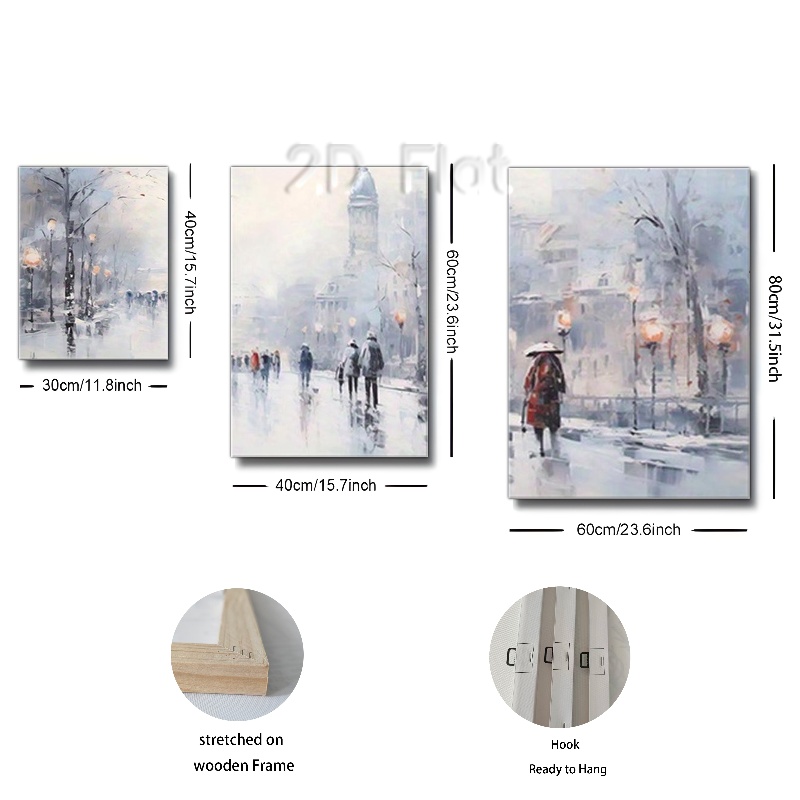 2D Flat
40cm/15.7inch
60cm/23.6inch
80cm/31.5inch
30cm/11.8inch
40cm/15.7inch
60cm/23.6inch
stretched on
wooden Frame
Hook
Ready to Hang